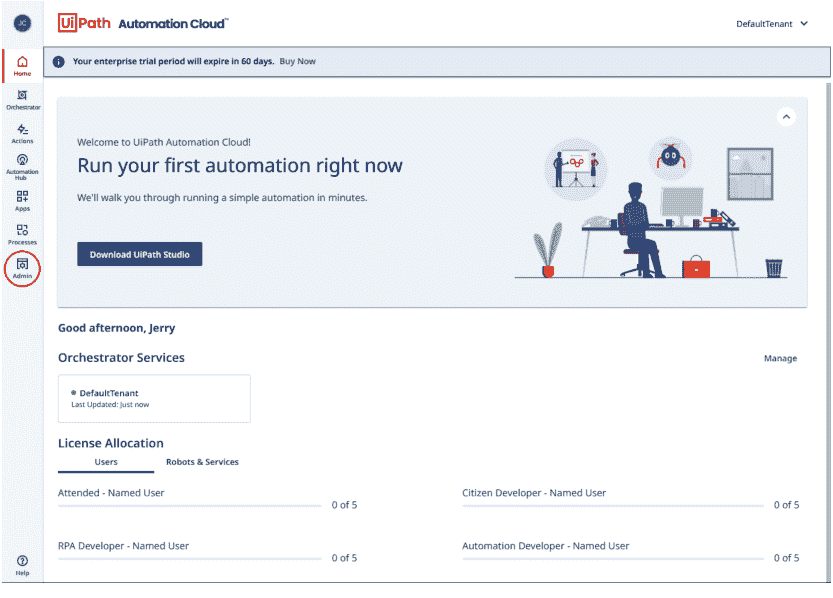 JC
UiPath Automation Cloud™
DefaultTenant
Your enterprise trial period will expire in 60 days. Buy Now
Home
Orchestrator
Actions
Automation
Hub
Apps
Processes
Admin
Help
Welcome to UiPath Automation Cloud!
Run your first automation right now
We'll walk you through running a simple automation in minutes.
Download UiPath Studio
Good afternoon, Jerry
Orchestrator Services
Manage
DefaultTenant
Last Updated: Just now
License Allocation
Users Robots & Services
Attended - Named User
0 of 5
Citizen Developer - Named User
0 of 5
RPA Developer - Named User
0 of 5
Automation Developer - Named User
0 of 5